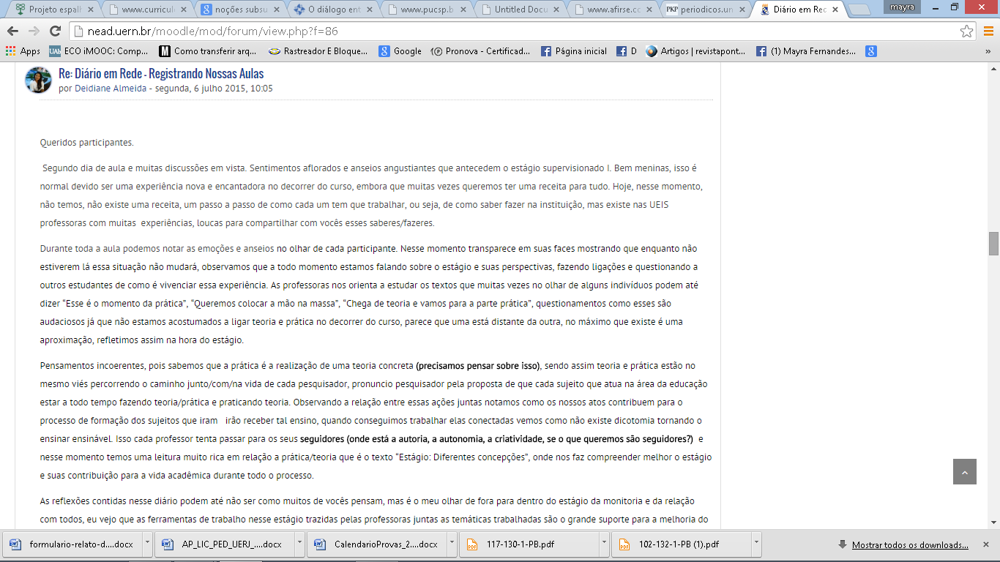 Projeto espalh
www.curricul
noções subsu
O diálogo ent
www.pucsp.b
Untitled Docu
www.afirse.cc
PKP periodicos.un
Diário em Rec
mayra
nead.uern.br/moodle/mod/forum/view.php?f=86
Apps
UAb ECO iMOOC: Comp...
M Como transferir arq...
Rastreador E Bloque...
Google
Pronova - Certificad...
Página inicial
D
Artigos | revistapont...
(1) Mayra Fernandes...
»
Re: Diário em Rede - Registrando Nossas Aulas
por Deidiane Almeida - segunda, 6 julho 2015, 10:05
Queridos participantes.
Segundo dia de aula e muitas discussões em vista. Sentimentos aflorados e anseios angustiantes que antecedem o estágio supervisionado I. Bem meninas, isso é
normal devido ser uma experiência nova e encantadora no decorrer do curso, embora que muitas vezes queremos ter uma receita para tudo. Hoje, nesse momento,
não temos, não existe uma receita, um passo a passo de como cada um tem que trabalhar, ou seja, de como saber fazer na instituição, mas existe nas UEIS
professoras com muitas experiências, loucas para compartilhar com vocês esses saberes/fazeres.
Durante toda a aula podemos notar as emoções e anseios no olhar de cada participante. Nesse momento transparece em suas faces mostrando que enquanto não
estiverem lá essa situação não mudará, observamos que a todo momento estamos falando sobre o estágio e suas perspectivas, fazendo ligações e questionando a
outros estudantes de como é vivenciar essa experiência. As professoras nos orienta a estudar os textos que muitas vezes no olhar de alguns indivíduos podem até
dizer “Esse é o momento da prática”, “Queremos colocar a mão na massa”, “Chega de teoria e vamos para a parte prática”, questionamentos como esses são
audaciosos já que não estamos acostumados a ligar teoria e prática no decorrer do curso, parece que uma está distante da outra, no máximo que existe é uma
aproximação, refletimos assim na hora do estágio.
Pensamentos incoerentes, pois sabemos que a prática é a realização de uma teoria concreta (precisamos pensar sobre isso), sendo assim teoria e prática estão no
mesmo viés percorrendo o caminho junto/com/na vida de cada pesquisador, pronuncio pesquisador pela proposta de que cada sujeito que atua na área da educação
estar a todo tempo fazendo teoria/prática e praticando teoria. Observando a relação entre essas ações juntas notamos como os nossos atos contribuem para o
processo de formação dos sujeitos que iram irão receber tal ensino, quando conseguimos trabalhar elas conectadas vemos como não existe dicotomia tornando o
ensinar ensinável. Isso cada professor tenta passar para os seus seguidores (onde está a autoria, a autonomia, a criatividade, se o que queremos são seguidores?) e
nesse momento temos uma leitura muito rica em relação a prática/teoria que é o texto “Estágio: Diferentes concepções”, onde nos faz compreender melhor o estágio
e suas contribuição para a vida acadêmica durante todo o processo.
As reflexões contidas nesse diário podem até não ser como muitos de vocês pensam, mas é o meu olhar de fora para dentro do estágio da monitoria e da relação
com todos, eu vejo que as ferramentas de trabalho nesse estágio trazidas pelas professoras juntas as temáticas trabalhadas são o grande suporte para a melhoria do
formulario-relato-d....docx
AP_LIC_PED_UERJ_....docx
CalendarioProvas_2....docx
117-130-1-PB.pdf
102-132-1-PB (1).pdf
Mostrar todos os downloads...